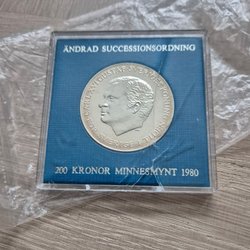 ÄNDRAD SUCCESSIONSORDNING
200 KRONOR MINNESMYNT 1980